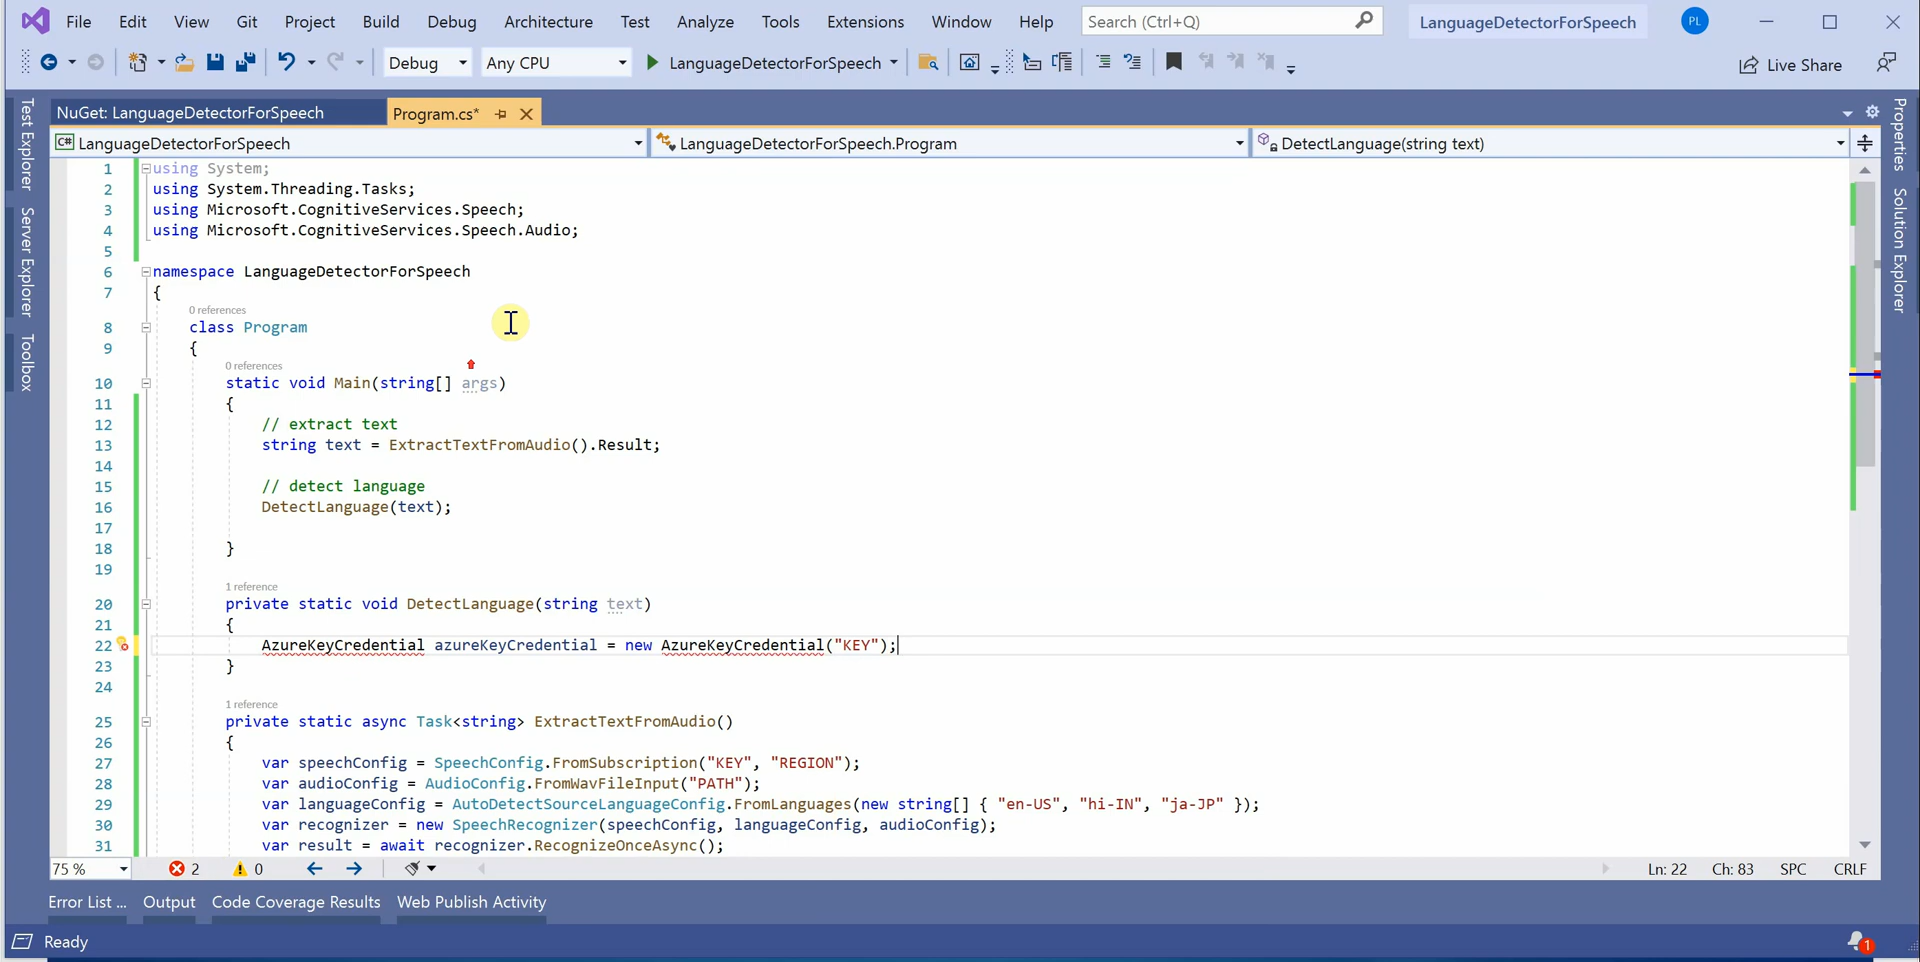 File Edit View Git Project Build Debug Architecture Test Analyze Tools Extensions Window Help Search (Ctrl+Q) LanguageDetectorForSpeech PL
Debug Any CPU LanguageDetectorForSpeech Live Share
NuGet: LanguageDetectorForSpeech Program.cs*
C# LanguageDetectorForSpeech LanguageDetectorForSpeech.Program DetectLanguage(string text)
Test Explorer
Server Explorer
Toolbox
Properties
Solution Explorer
1 using System;
2 using System.Threading.Tasks;
3 using Microsoft.CognitiveServices.Speech;
4 using Microsoft.CognitiveServices.Speech.Audio;
5
6 namespace LanguageDetectorForSpeech
7 {
0 references
8 class Program
9 {
0 references
10 static void Main(string[] args)
11 {
12 // extract text
13 string text = ExtractTextFromAudio().Result;
14
15 // detect language
16 DetectLanguage(text);
17
18 }
19
1 reference
20 private static void DetectLanguage(string text)
21 {
22 AzureKeyCredential azureKeyCredential = new AzureKeyCredential("KEY");
23 }
24
1 reference
25 private static async Task<string> ExtractTextFromAudio()
26 {
27 var speechConfig = SpeechConfig.FromSubscription("KEY", "REGION");
28 var audioConfig = AudioConfig.FromWavFileInput("PATH");
29 var languageConfig = AutoDetectSourceLanguageConfig.FromLanguages(new string[] { "en-US", "hi-IN", "ja-JP" });
30 var recognizer = new SpeechRecognizer(speechConfig, languageConfig, audioConfig);
31 var result = await recognizer.RecognizeOnceAsync();
75 % 2 0 Ln: 22 Ch: 83 SPC CRLF
Error List ... Output Code Coverage Results Web Publish Activity
Ready 1